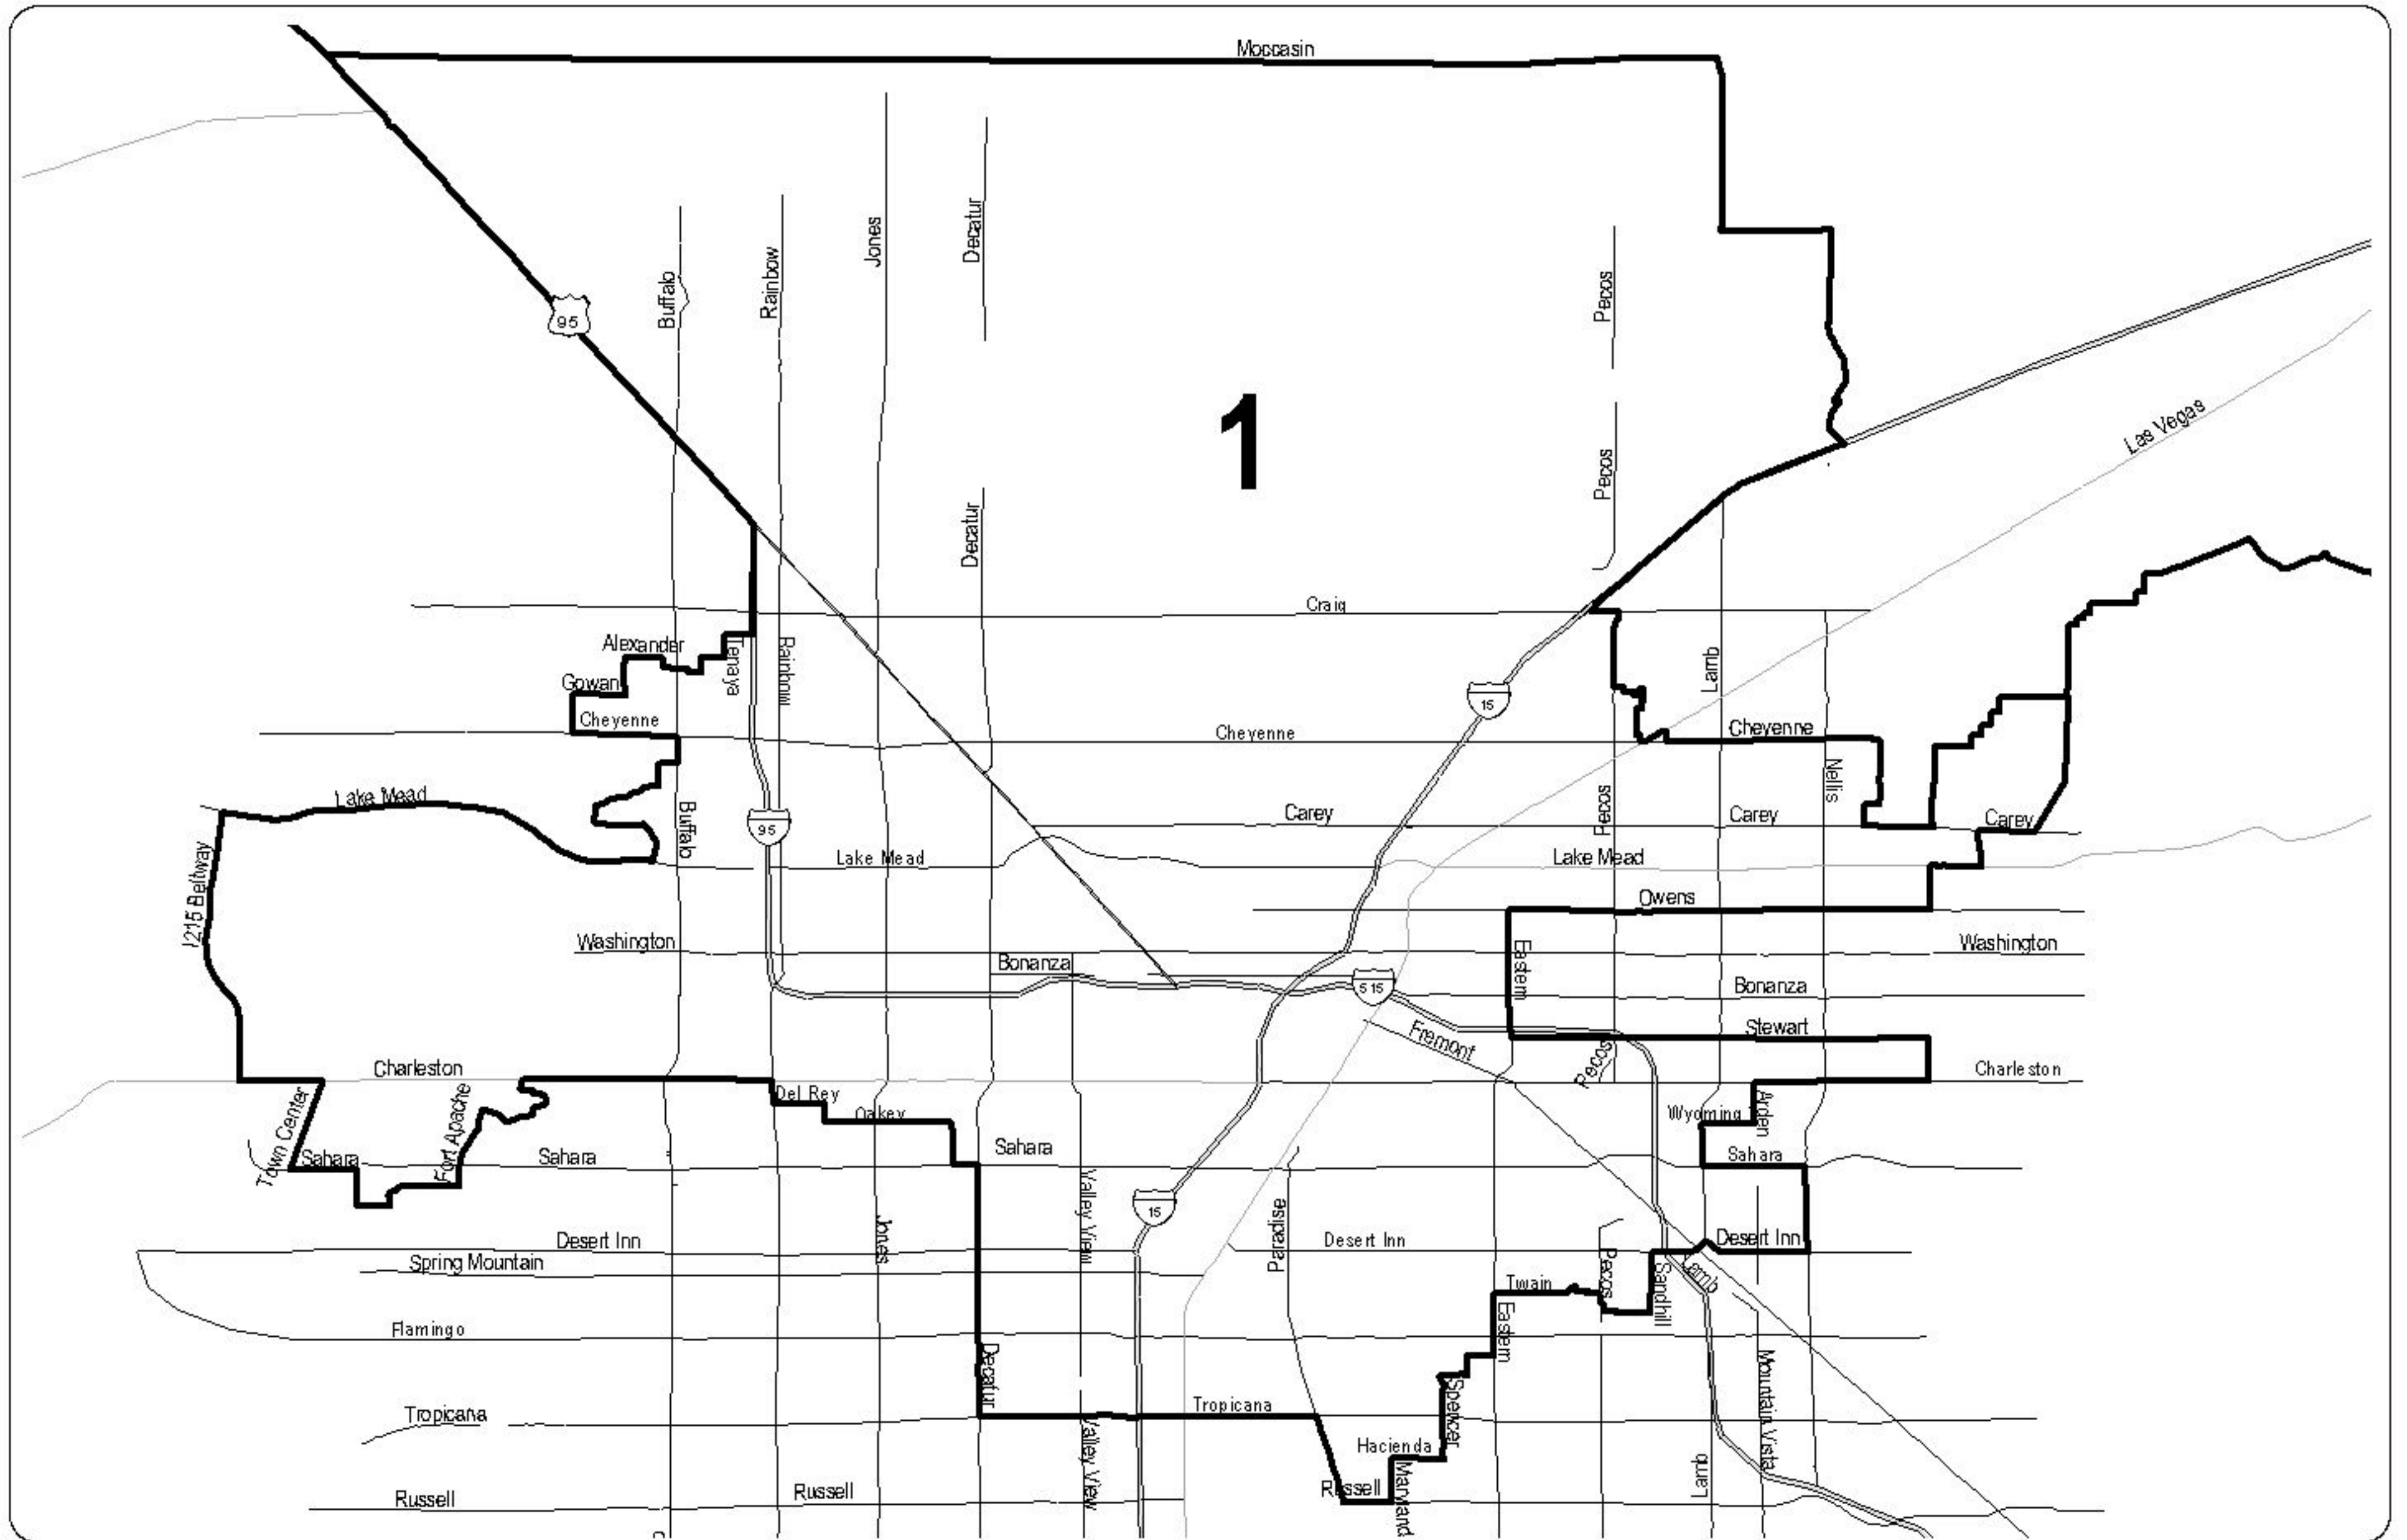 Moccasin
Jones
Decatur
Buffalo
Rainbow
Pecos
95
1
Las Vegas
Pecos
Decatur
Craig
Alexander
Tenaya
Rainbow
Lamb
Gowan
15
Cheyenne
Cheyenne
Cheyenne
Nellis
Lake Mead
Buffalo
95
Carey
Pecos
Carey
Carey
Lake Mead
Lake Mead
I215 Beltway
Owens
Washington
Eastern
Washington
Bonanza
515
Bonanza
Stewart
Fremont
Charleston
Pecos
Charleston
Del Rey
Oakey
Wyoming
Arden
Town Center
Fort Apache
Sahara
Sahara
Sahara
Sahara
Valley View
15
Paradise
Jones
Desert Inn
Desert Inn
Desert Inn
Spring Mountain
Pecos
Lamb
Twain
Sandhill
Flamingo
Eastern
Decatur
Mountain Vista
Spencer
Tropicana
Tropicana
Valley View
Hacienda
Lamb
Maryland
Russell
Russell
Russell